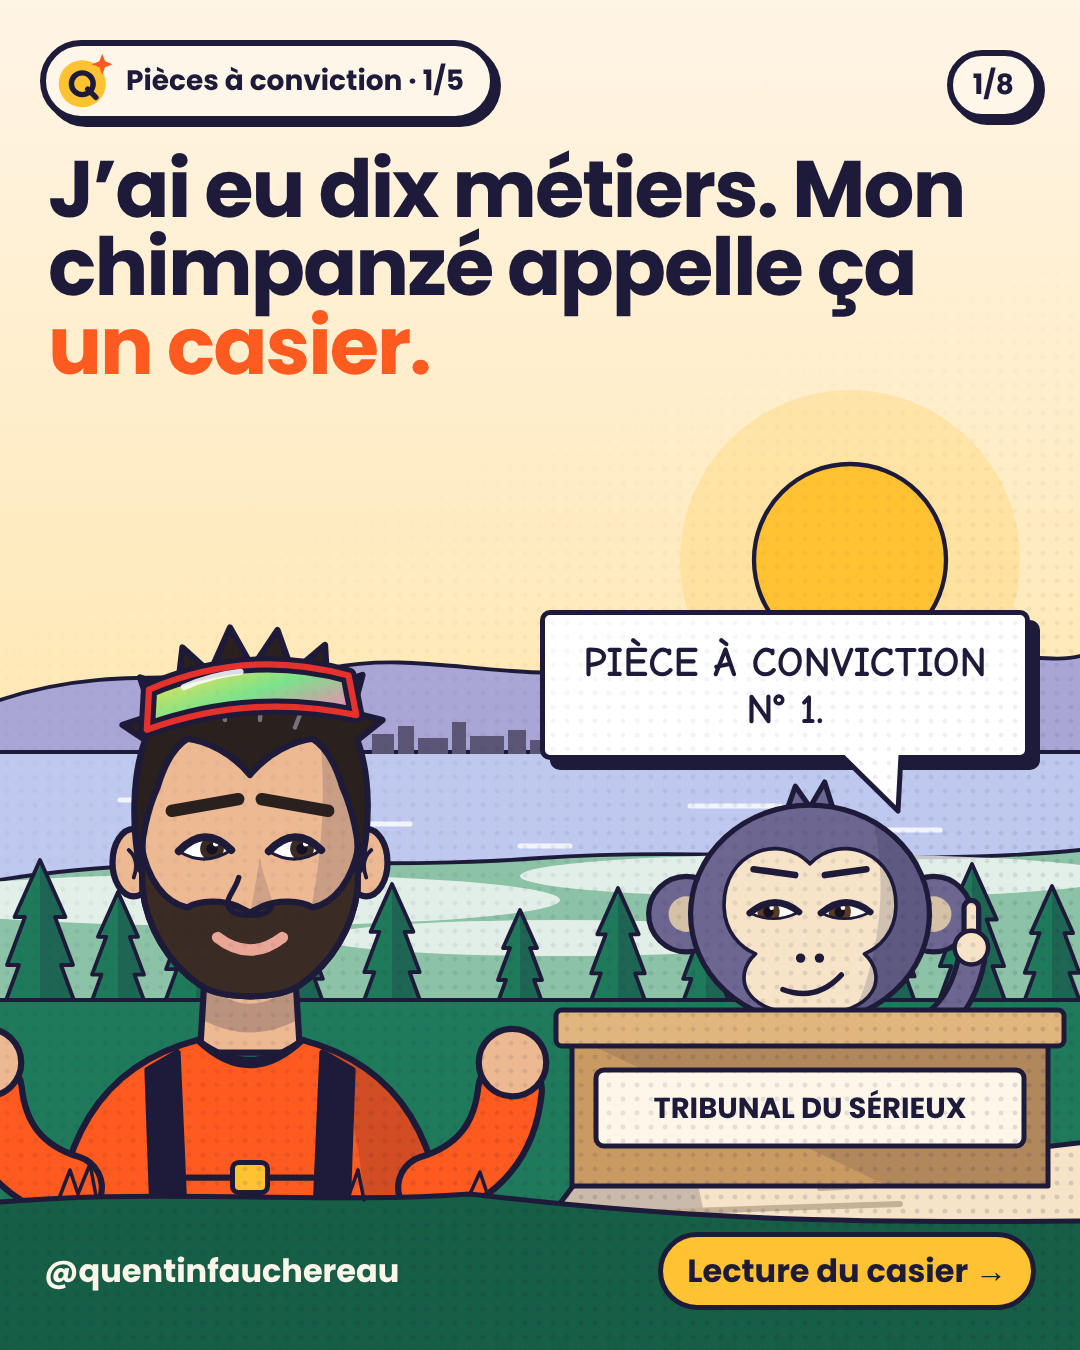 Q
Pièces à conviction · 1/5
1/8
J’ai eu dix métiers. Mon
chimpanzé appelle ça
un casier.
PIÈCE À CONVICTION
N° 1.
TRIBUNAL DU SÉRIEUX
@quentinfauchereau
Lecture du casier →